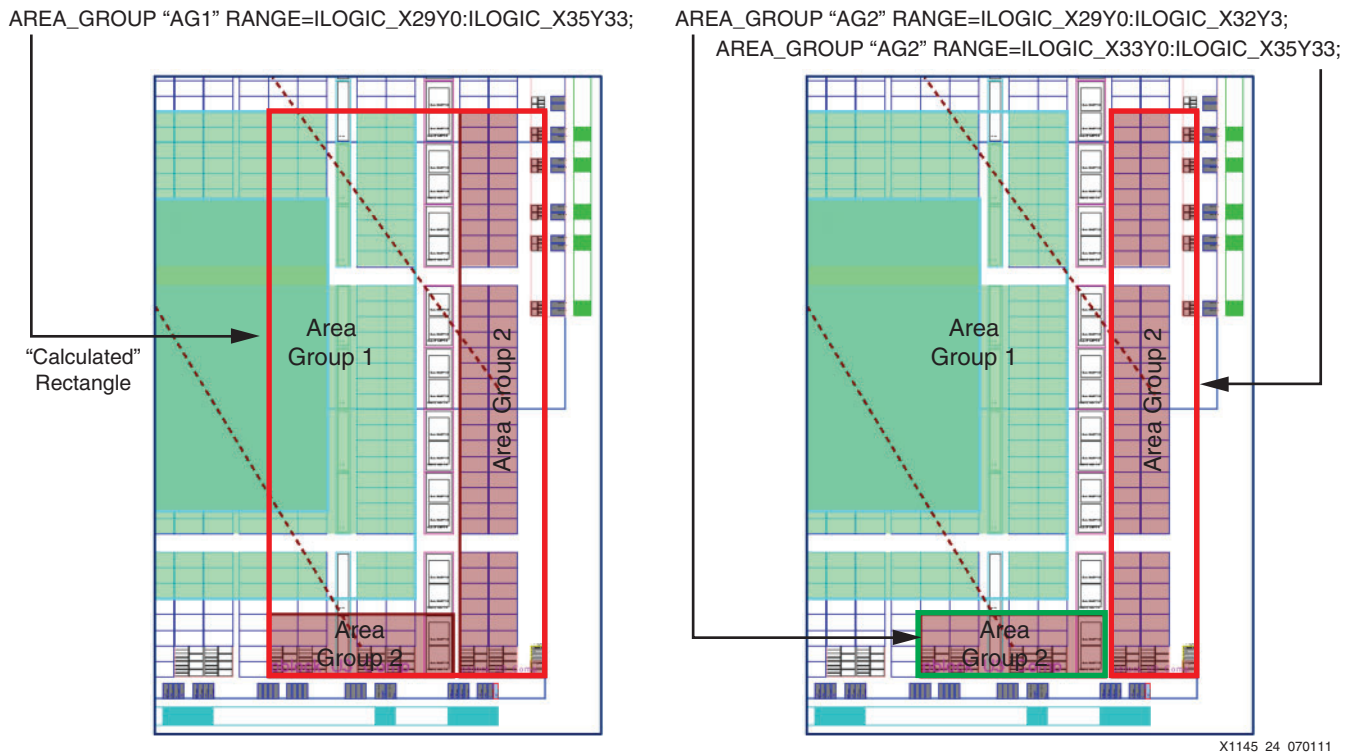 AREA_GROUP “AG1” RANGE=ILOGIC_X29Y0:ILOGIC_X35Y33;
AREA_GROUP “AG2” RANGE=ILOGIC_X29Y0:ILOGIC_X32Y3;
AREA_GROUP “AG2” RANGE=ILOGIC_X33Y0:ILOGIC_X35Y33;
“Calculated”
Rectangle
Area
Group 1
Area Group 2
Area
Group 2
Area
Group 1
Area Group 2
Area
Group 2
X1145_24_070111